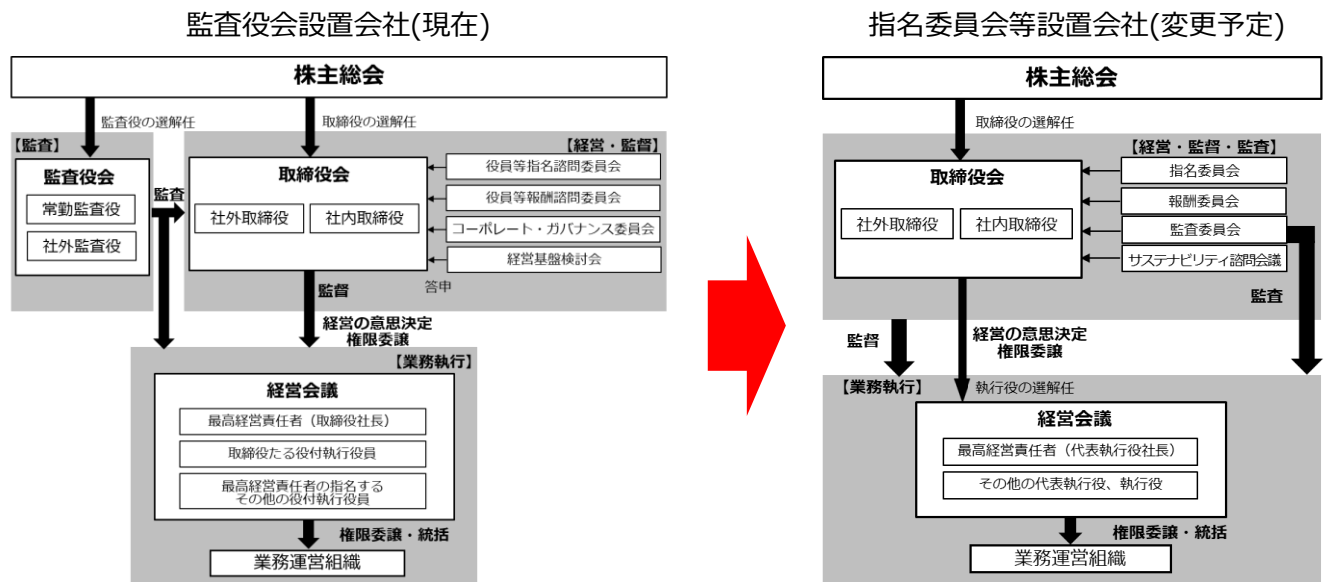 監査役会設置会社(現在)
株主総会
監査役の選解任
取締役の選解任
【監査】
【経営・監督】
監査役会
常勤監査役
社外監査役
監査
取締役会
社外取締役
社内取締役
役員等指名諮問委員会
役員等報酬諮問委員会
コーポレート・ガバナンス委員会
経営基盤検討会
答申
監督
経営の意思決定
権限委譲
【業務執行】
経営会議
最高経営責任者（取締役社長）
取締役たる役付執行役員
最高経営責任者の指名する
その他の役付執行役員
権限委譲・統括
業務運営組織
指名委員会等設置会社(変更予定)
株主総会
取締役の選解任
【経営・監督・監査】
取締役会
社外取締役
社内取締役
指名委員会
報酬委員会
監査委員会
サステナビリティ諮問会議
監査
監督
経営の意思決定
権限委譲
【業務執行】
執行役の選解任
経営会議
最高経営責任者（代表執行役社長）
その他の代表執行役、執行役
権限委譲・統括
業務運営組織